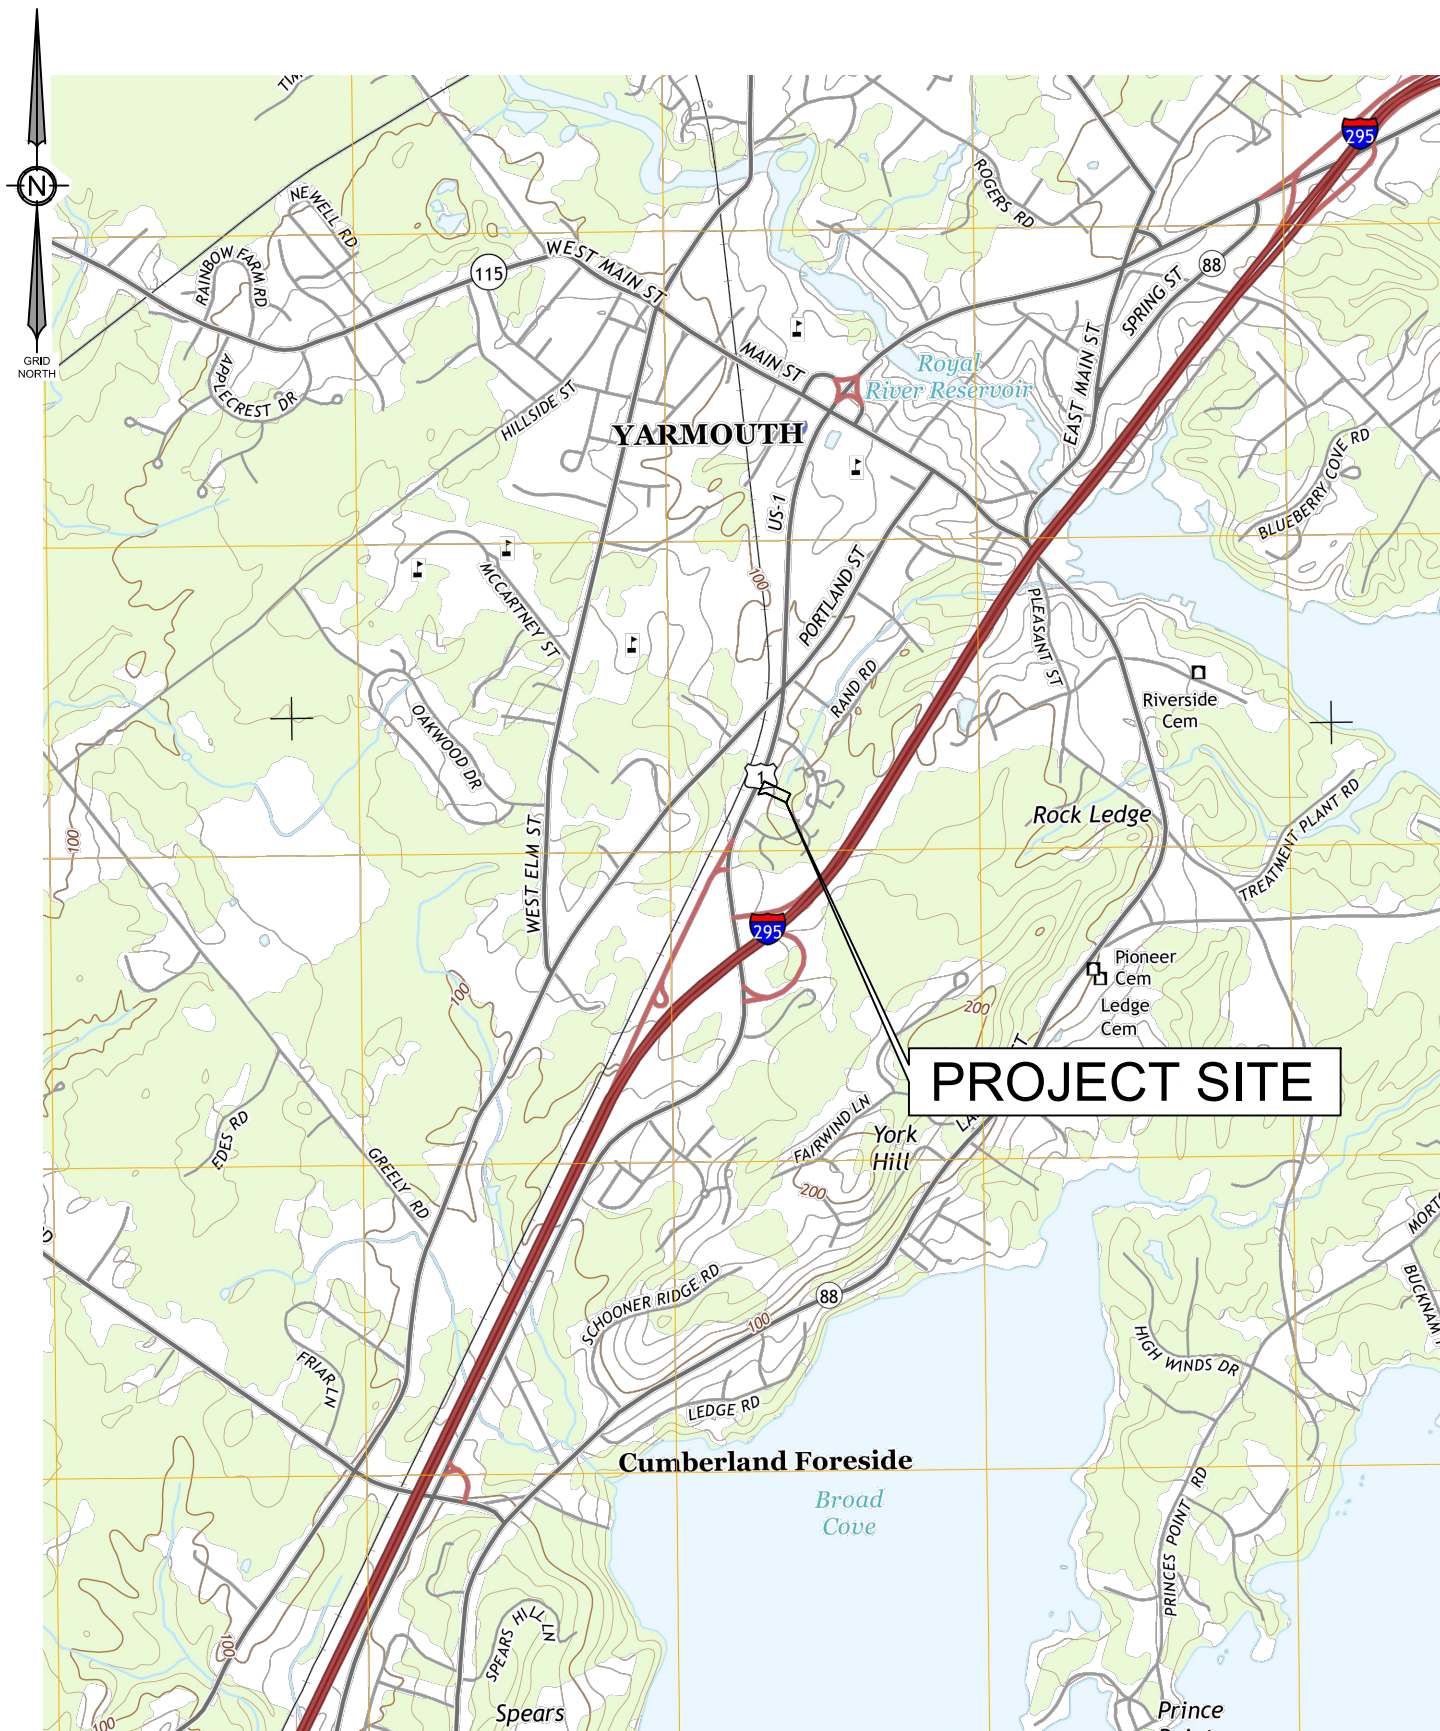 295
N
ROGERS RD
NEWELL RD
RAINBOW FARM RD
WEST MAIN ST
115
88
SPRING ST
GRID
NORTH
MAIN ST
EAST MAIN ST
Royal
River Reservoir
APPLECREST DR
HILLSIDE ST
YARMOUTH
BLUEBERRY COVE RD
US-1
100
MCCARTNEY ST
PORTLAND ST
PLEASANT ST
RAND RD
Riverside
Cem
OAKWOOD DR
1
Rock Ledge
TREATMENT PLANT RD
100
WEST ELM ST
295
Pioneer
Cem
Ledge
Cem
100
200
PROJECT SITE
EDES RD
FAIRWIND LN
York
Hill
GREELY RD
200
SCHOONER RIDGE RD
88
100
HIGH WINDS DR
FRIAR LN
LEDGE RD
Cumberland Foreside
Broad
Cove
PRINCES POINT RD
SPEARS HILL LN
100
Spears
100
Prince